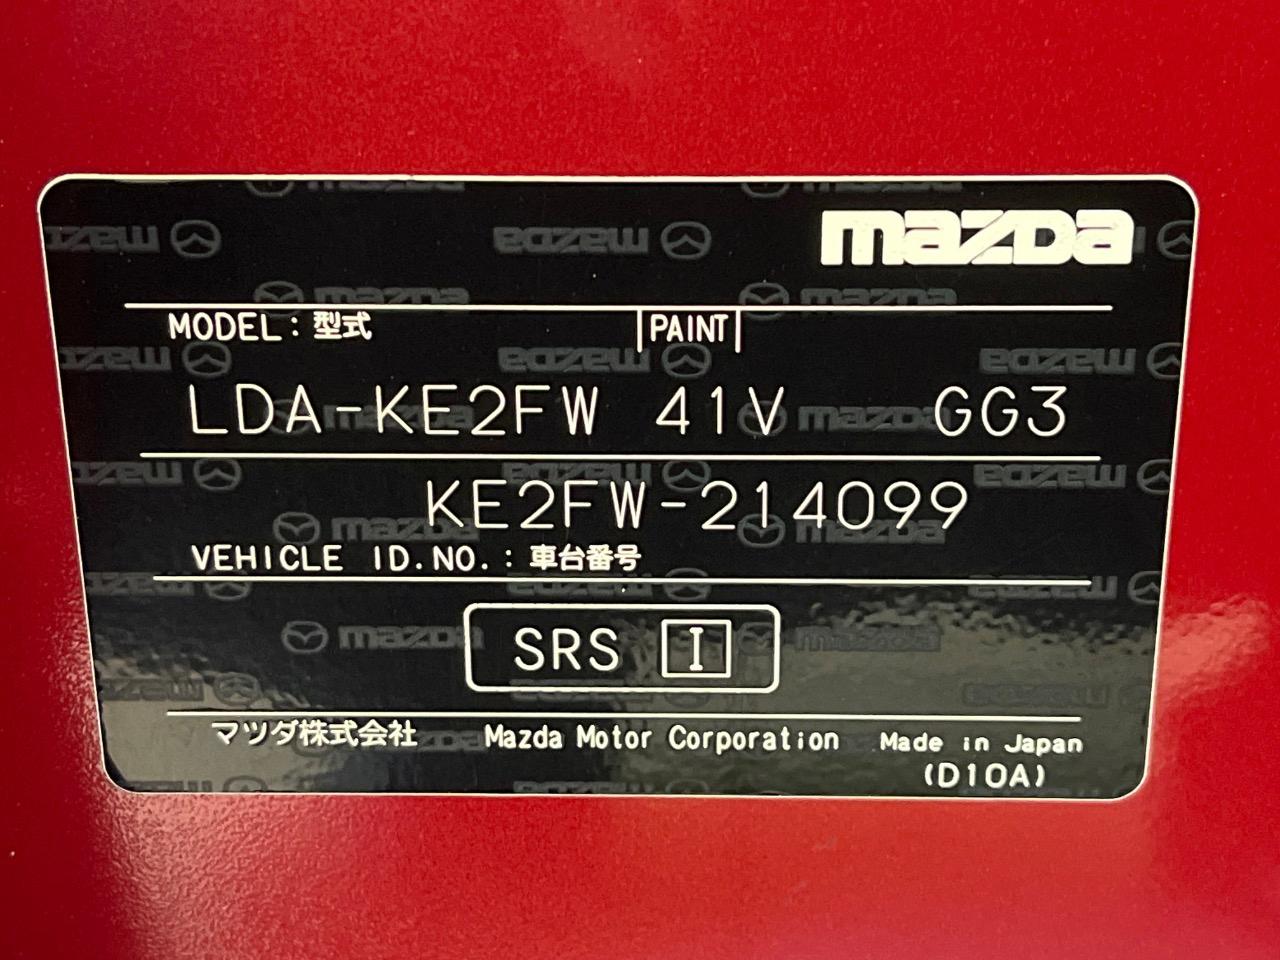 mazda
MODEL : 型式 PAINT
LDA-KE2FW 41V GG3
KE2FW-214099
VEHICLE ID.NO. : 車台番号
SRS I
マツダ株式会社 Mazda Motor Corporation Made in Japan
(D10A)